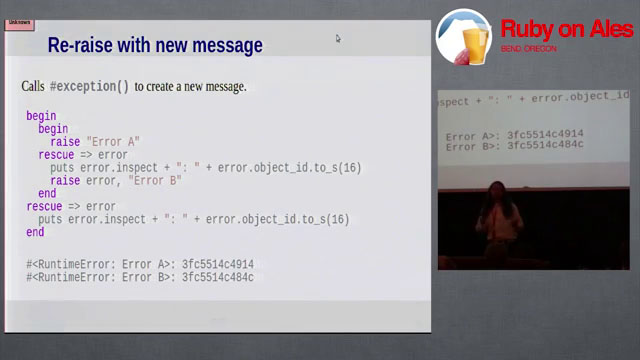 Unknown
Re-raise with new message
Calls #exception() to create a new message.
begin
begin
raise "Error A"
rescue => error
puts error.inspect + ": " + error.object_id.to_s(16)
raise error, "Error B"
end
rescue => error
puts error.inspect + ": " + error.object_id.to_s(16)
end
#<RuntimeError: Error A>: 3fc5514c4914
#<RuntimeError: Error B>: 3fc5514c484c
Ruby on Ales
BEND, OREGON
inspect + ": " + error.object_id
Error A>: 3fc5514c4914
Error B>: 3fc5514c484c